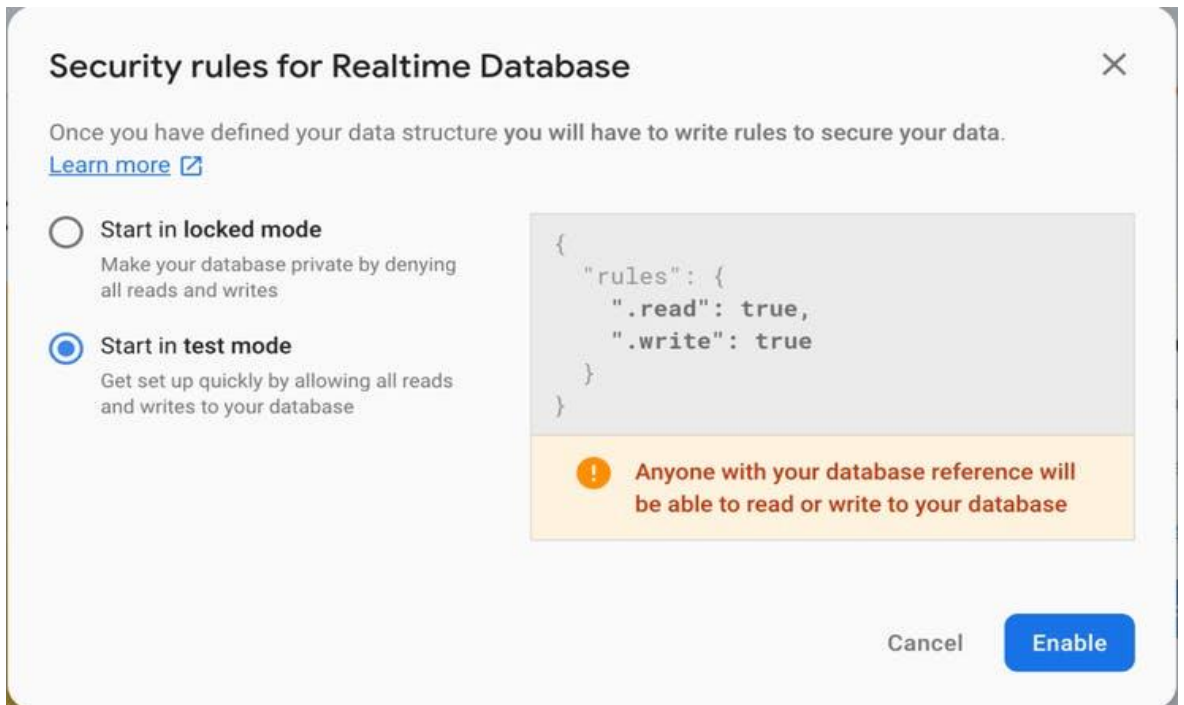 Security rules for Realtime Database
Once you have defined your data structure you will have to write rules to secure your data.
Learn more
Start in locked mode
Make your database private by denying
all reads and writes
Start in test mode
Get set up quickly by allowing all reads
and writes to your database
{
"rules": {
".read": true,
".write": true
}
}
Anyone with your database reference will
be able to read or write to your database
Cancel
Enable